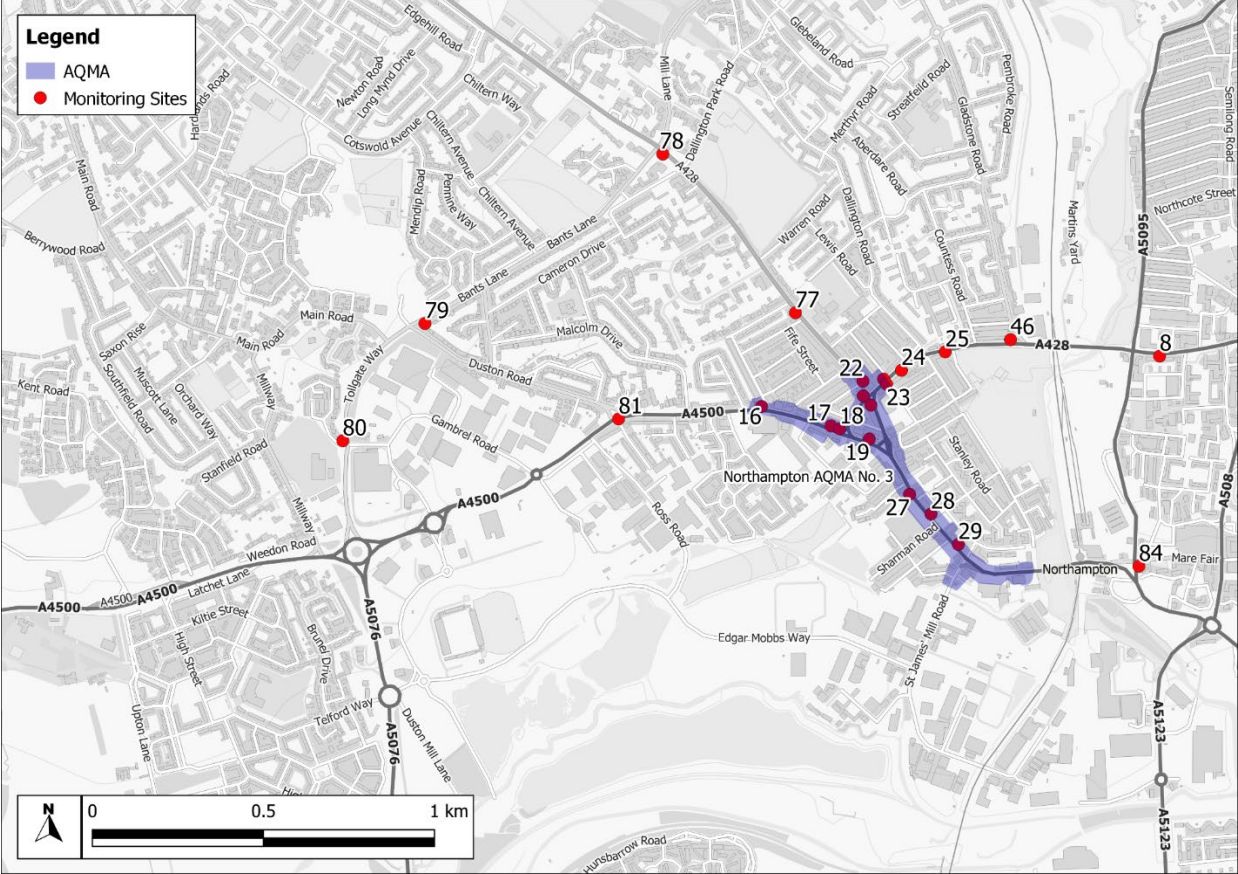 Legend
AQMA
Monitoring Sites
Edgehill Road
Newton Road
Long Mynd Drive
Chiltern Way
Mill Lane
Dallington Park Road
Glebeland Road
Merthyr Road
Streatfeild Road
Pembroke Road
Gladstone Road
Aberdare Road
Semilong Road
Harlands Road
Cotswold Avenue
Chiltern Avenue
78
A428
Main Road
Mendip Road
Pennine Way
Chiltern Avenue
Bants Lane
Cameron Drive
Warren Road
Dallington Road
Lewis Road
Countess Road
Martins Yard
Northcote Street
A5095
Berrywood Road
79
Bants Lane
Main Road
Main Road
Malcolm Drive
77
Fife Street
25
46
A428
8
24
Saxon Rise
Southfield Road
Muscott Lane
Orchard Way
Kent Road
Millway
Tollgate Way
Duston Road
22
23
81
A4500
16
17
18
19
Gambrel Road
80
Stanfield Road
Stanley Road
Northampton AQMA No. 3
A4500
27
28
Millway
Ross Road
Sharman Road
29
A508
Weedon Road
84
Mare Fair
Northampton
A4500
A4500
A4500
Latchet Lane
Kiltie Street
High Street
Brunel Drive
A5076
Edgar Mobbs Way
St James' Mill Road
Telford Way
Upton Lane
Duston Mill Lane
A5076
A5123
A5123
Hunsbarrow Road
N
0
0.5
1 km